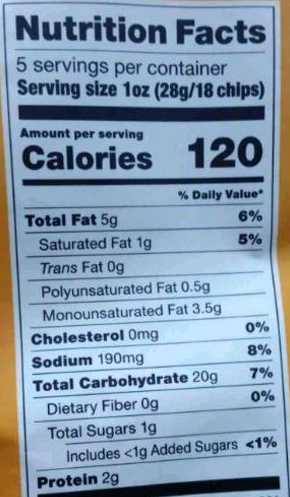 Nutrition Facts
5 servings per container
Serving size 1oz (28g/18 chips)
Amount per serving
Calories 120
% Daily Value*
Total Fat 5g 6%
Saturated Fat 1g 5%
Trans Fat 0g
Polyunsaturated Fat 0.5g
Monounsaturated Fat 3.5g
Cholesterol 0mg 0%
Sodium 190mg 8%
Total Carbohydrate 20g 7%
Dietary Fiber 0g 0%
Total Sugars 1g
Includes <1g Added Sugars <1%
Protein 2g